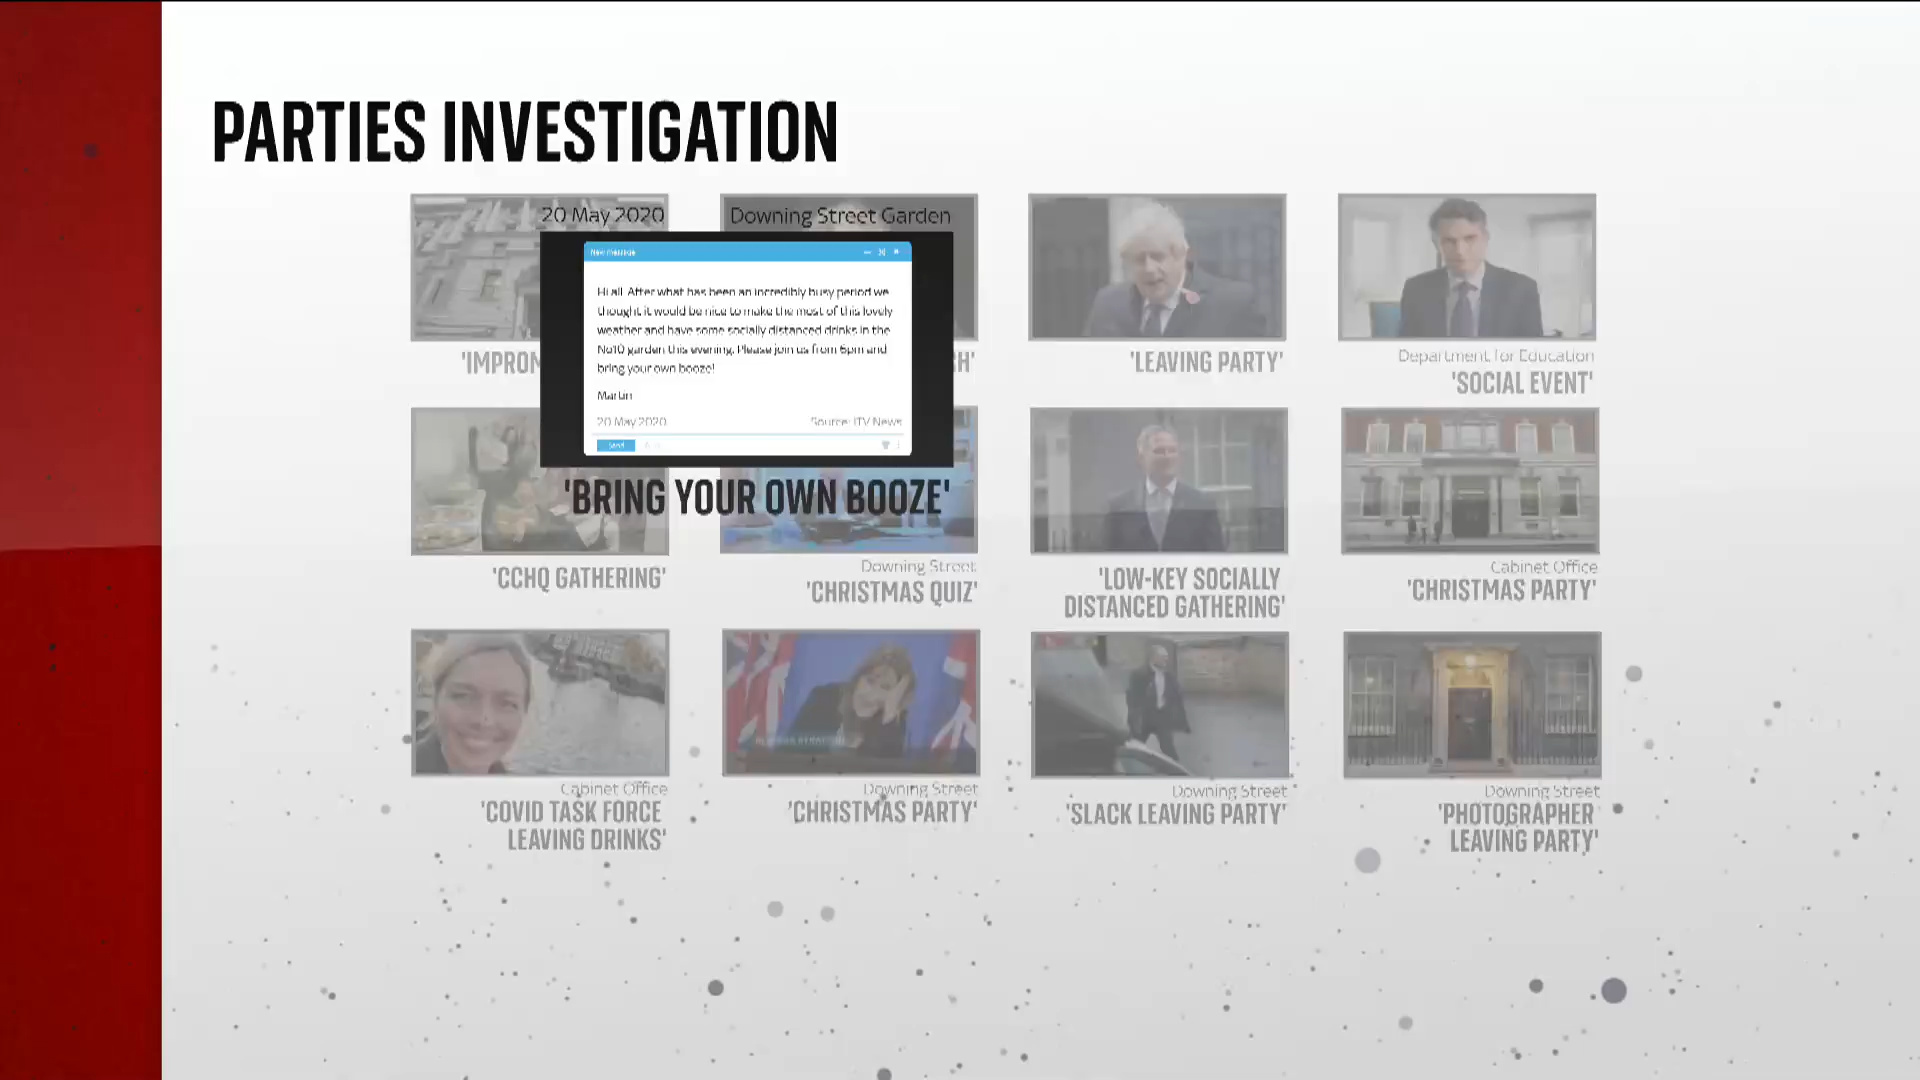 PARTIES INVESTIGATION
20 May 2020
Downing Street Garden
New message
Hi all. After what has been an incredibly busy period we
thought it would be nice to make the most of this lovely
weather and have some socially distanced drinks in the
No10 garden this evening. Please join us from 6pm and
bring your own booze!
Martin
20 May 2020
Source: ITV News
Send
'BRING YOUR OWN BOOZE'
'LEAVING PARTY'
Department for Education
'SOCIAL EVENT'
'CCHQ GATHERING'
Downing Street
'CHRISTMAS QUIZ'
'LOW-KEY SOCIALLY
DISTANCED GATHERING'
Cabinet Office
'CHRISTMAS PARTY'
Cabinet Office
'COVID TASK FORCE
LEAVING DRINKS'
Downing Street
'CHRISTMAS PARTY'
Downing Street
'SLACK LEAVING PARTY'
Downing Street
'PHOTOGRAPHER
LEAVING PARTY'